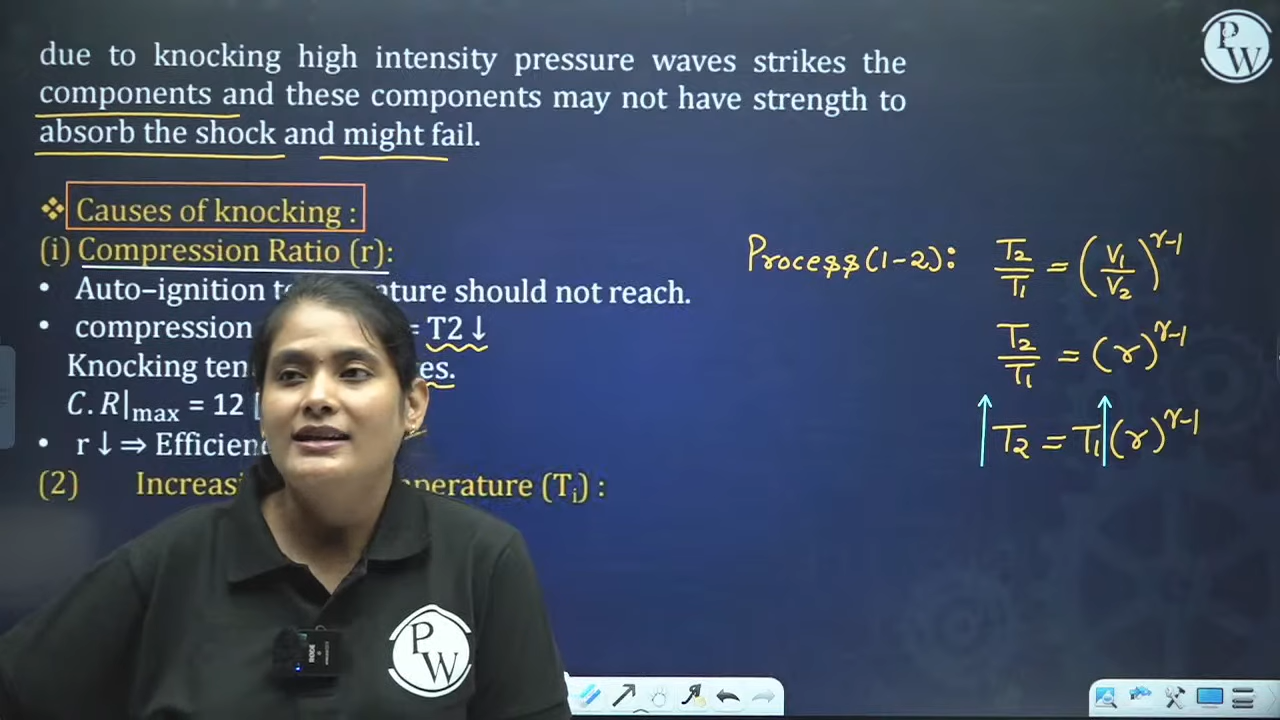 due to knocking high intensity pressure waves strikes the
components and these components may not have strength to
absorb the shock and might fail.
❖ Causes of knocking :
(i) Compression Ratio (r):
• Auto–ignition ature should not reach.
• compression = T2 ↓
Knocking es.
C.R|max = 12
• r ↓ ⇒
(2) perature (Ti) :
Process(1-2): T2/T1 = (V1/V2)^γ-1
T2/T1 = (r)^γ-1
↑ T2 = T1 ↑ (r)^γ-1
PW
PW